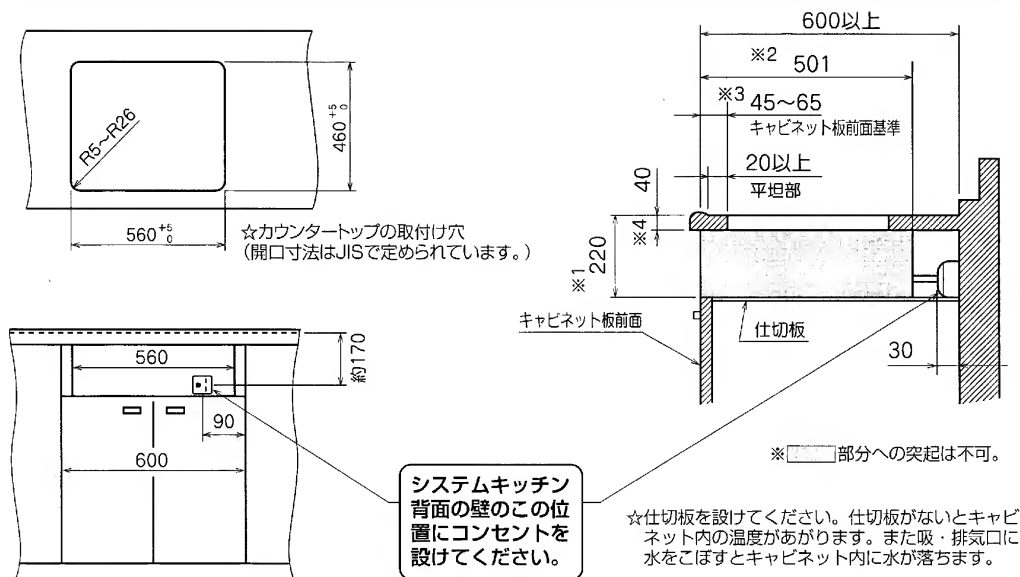 R5〜R26
460 +5 0
560 +5 0
☆カウンタートップの取付け穴
(開口寸法はJISで定められています。)
600以上
※2
501
※3
45〜65
キャビネット板前面基準
20以上
平坦部
40
※4
※1
220
キャビネット板前面
仕切板
30
560
約170
90
600
システムキッチン
背面の壁のこの位
置にコンセントを
設けてください。
※ 部分への突起は不可。
☆仕切板を設けてください。仕切板がないとキャビ
ネット内の温度があがります。また吸・排気口に
水をこぼすとキャビネット内に水が落ちます。